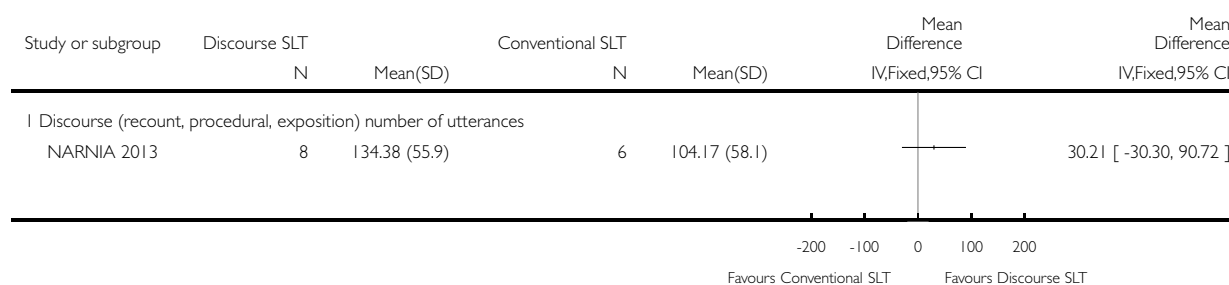 Study or subgroup Discourse SLT Conventional SLT Mean Difference Mean Difference
N Mean(SD) N Mean(SD) IV,Fixed,95% CI IV,Fixed,95% CI
1 Discourse (recount, procedural, exposition) number of utterances
NARNIA 2013 8 134.38 (55.9) 6 104.17 (58.1) 30.21 [ -30.30, 90.72 ]
-200 -100 0 100 200
Favours Conventional SLT Favours Discourse SLT